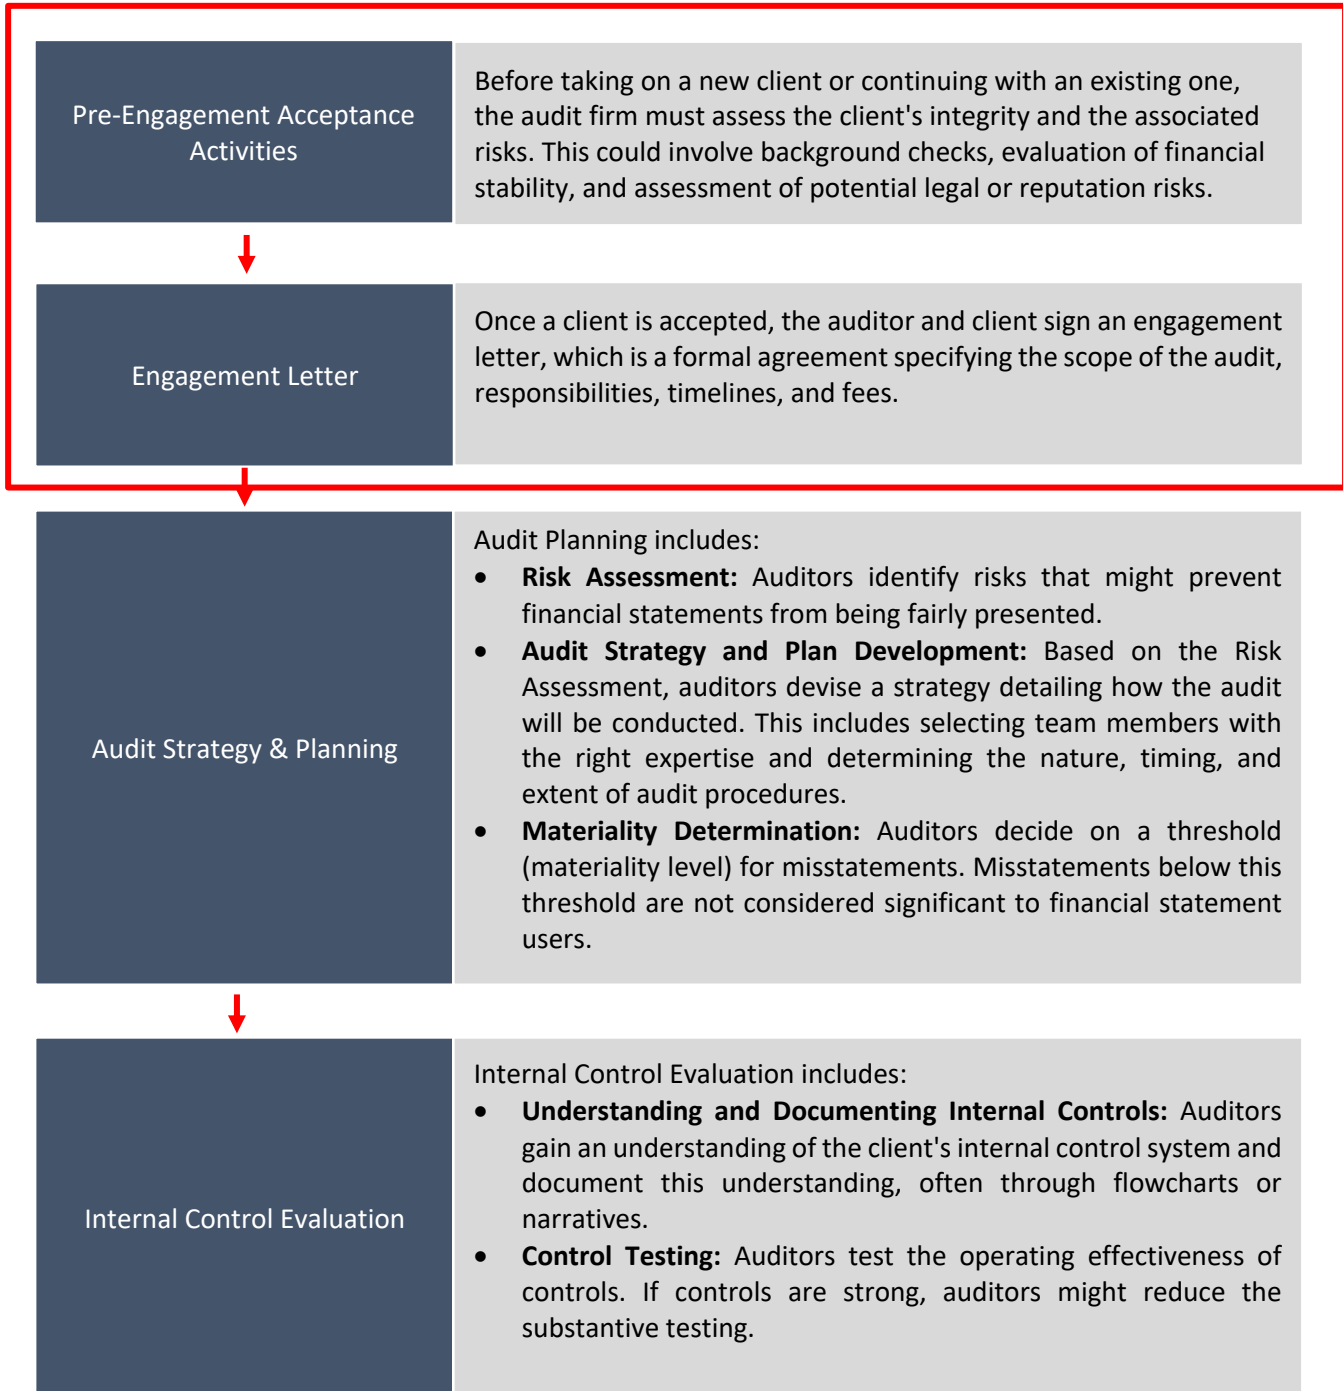 Pre-Engagement Acceptance
Activities
Before taking on a new client or continuing with an existing one,
the audit firm must assess the client's integrity and the associated
risks. This could involve background checks, evaluation of financial
stability, and assessment of potential legal or reputation risks.
Engagement Letter
Once a client is accepted, the auditor and client sign an engagement
letter, which is a formal agreement specifying the scope of the audit,
responsibilities, timelines, and fees.
Audit Strategy & Planning
Audit Planning includes:
• Risk Assessment: Auditors identify risks that might prevent
financial statements from being fairly presented.
• Audit Strategy and Plan Development: Based on the Risk
Assessment, auditors devise a strategy detailing how the audit
will be conducted. This includes selecting team members with
the right expertise and determining the nature, timing, and
extent of audit procedures.
• Materiality Determination: Auditors decide on a threshold
(materiality level) for misstatements. Misstatements below this
threshold are not considered significant to financial statement
users.
Internal Control Evaluation
Internal Control Evaluation includes:
• Understanding and Documenting Internal Controls: Auditors
gain an understanding of the client's internal control system and
document this understanding, often through flowcharts or
narratives.
• Control Testing: Auditors test the operating effectiveness of
controls. If controls are strong, auditors might reduce the
substantive testing.